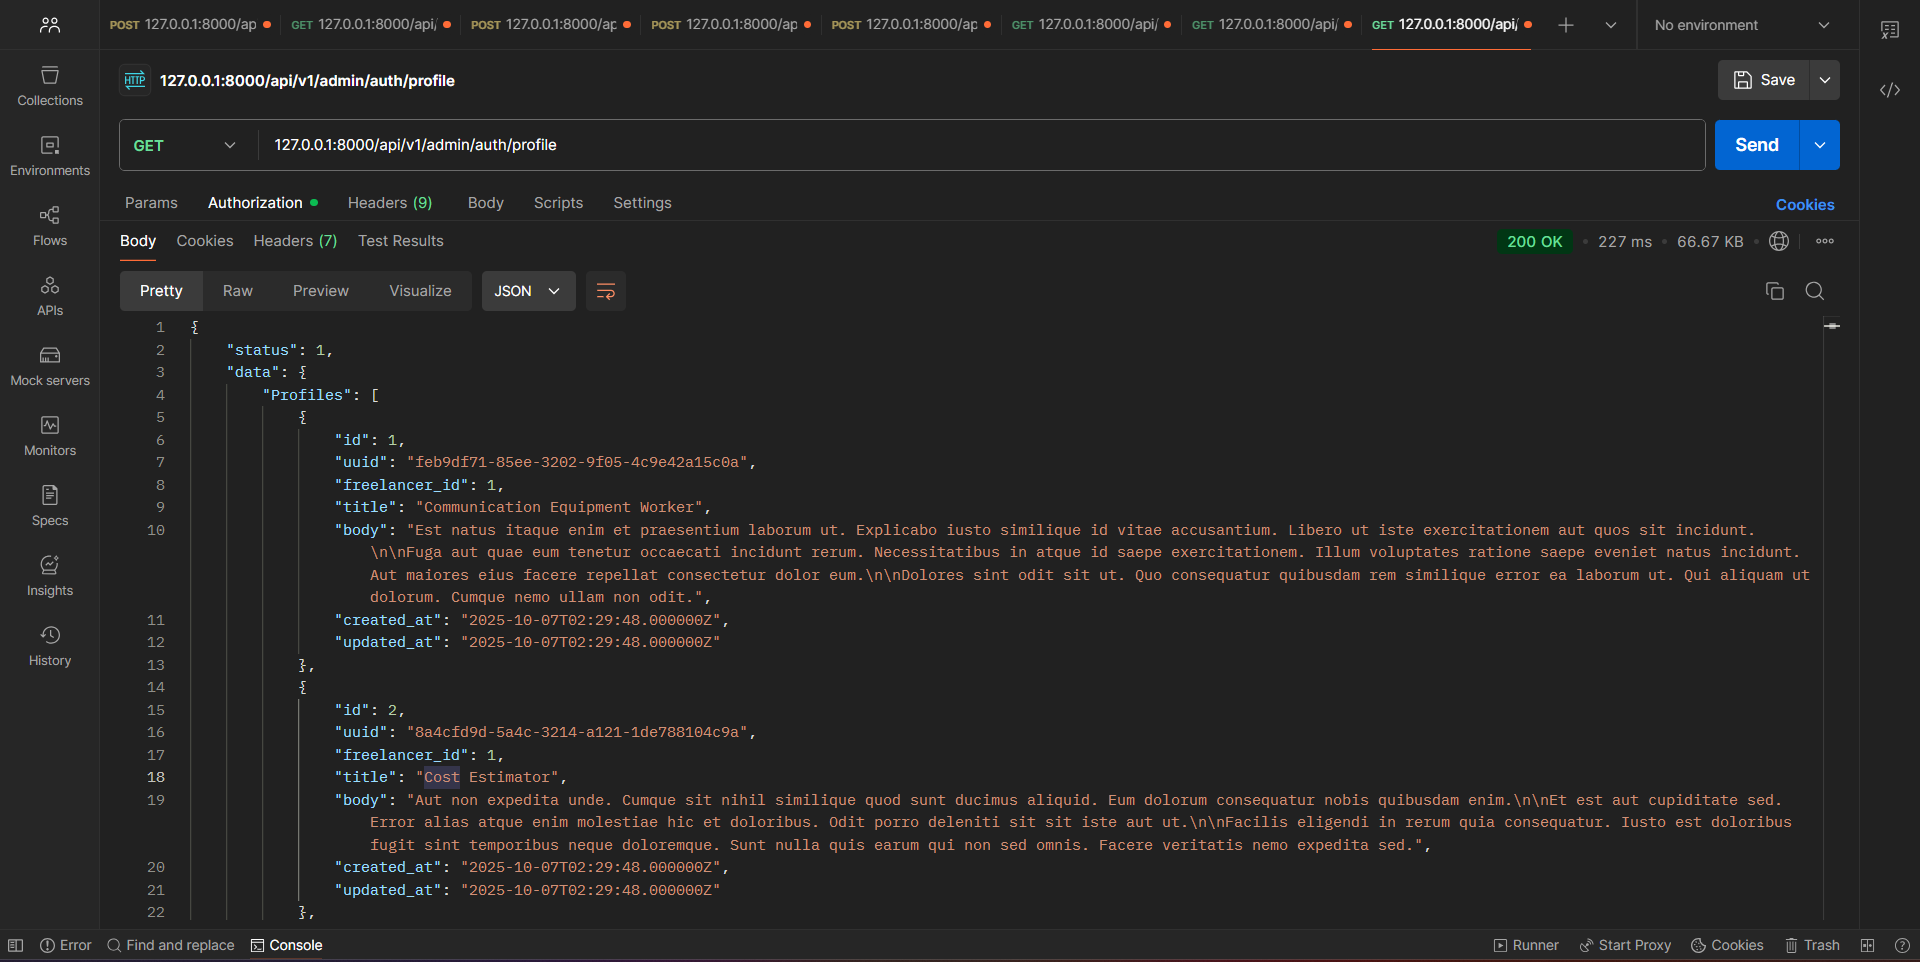 POST 127.0.0.1:8000/ap GET 127.0.0.1:8000/api/ POST 127.0.0.1:8000/ap POST 127.0.0.1:8000/ap POST 127.0.0.1:8000/ap GET 127.0.0.1:8000/api/ GET 127.0.0.1:8000/api/ GET 127.0.0.1:8000/api/ No environment
HTTP 127.0.0.1:8000/api/v1/admin/auth/profile Save
GET 127.0.0.1:8000/api/v1/admin/auth/profile Send
Params Authorization Headers (9) Body Scripts Settings Cookies
Body Cookies Headers (7) Test Results 200 OK 227 ms 66.67 KB
Pretty Raw Preview Visualize JSON
Collections
Environments
Flows
APIs
Mock servers
Monitors
Specs
Insights
History
1 {
2 "status": 1,
3 "data": {
4 "Profiles": [
5 {
6 "id": 1,
7 "uuid": "feb9df71-85ee-3202-9f05-4c9e42a15c0a",
8 "freelancer_id": 1,
9 "title": "Communication Equipment Worker",
10 "body": "Est natus itaque enim et praesentium laborum ut. Explicabo iusto similique id vitae accusantium. Libero ut iste exercitationem aut quos sit incidunt.
\n\nFuga aut quae eum tenetur occaecati incidunt rerum. Necessitatibus in atque id saepe exercitationem. Illum voluptates ratione saepe eveniet natus incidunt.
Aut maiores eius facere repellat consectetur dolor eum.\n\nDolores sint odit sit ut. Quo consequatur quibusdam rem similique error ea laborum ut. Qui aliquam ut
dolorum. Cumque nemo ullam non odit.",
11 "created_at": "2025-10-07T02:29:48.000000Z",
12 "updated_at": "2025-10-07T02:29:48.000000Z"
13 },
14 {
15 "id": 2,
16 "uuid": "8a4cfd9d-5a4c-3214-a121-1de788104c9a",
17 "freelancer_id": 1,
18 "title": "Cost Estimator",
19 "body": "Aut non expedita unde. Cumque sit nihil similique quod sunt ducimus aliquid. Eum dolorum consequatur nobis quibusdam enim.\n\nEt est aut cupiditate sed.
Error alias atque enim molestiae hic et doloribus. Odit porro deleniti sit sit iste aut ut.\n\nFacilis eligendi in rerum quia consequatur. Iusto est doloribus
fugit sint temporibus neque doloremque. Sunt nulla quis earum qui non sed omnis. Facere veritatis nemo expedita sed.",
20 "created_at": "2025-10-07T02:29:48.000000Z",
21 "updated_at": "2025-10-07T02:29:48.000000Z"
22 },
Error Find and replace Console Runner Start Proxy Cookies Trash